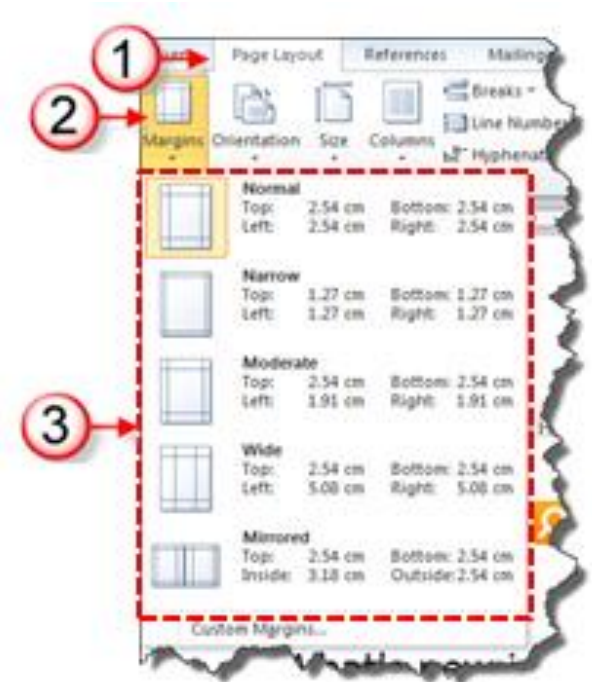 1
Page Layout References Mailing
2
Margins Orientation Size Columns
Breaks
Line Numbe
Hyphenat
3
Normal
Top: 2.54 cm Bottom: 2.54 cm
Left: 2.54 cm Right: 2.54 cm
Narrow
Top: 1.27 cm Bottom: 1.27 cm
Left: 1.27 cm Right: 1.27 cm
Moderate
Top: 2.54 cm Bottom: 2.54 cm
Left: 1.91 cm Right: 1.91 cm
Wide
Top: 2.54 cm Bottom: 2.54 cm
Left: 5.08 cm Right: 5.08 cm
Mirrored
Top: 2.54 cm Bottom: 2.54 cm
Inside: 3.18 cm Outside: 2.54 cm
Custom Margins...